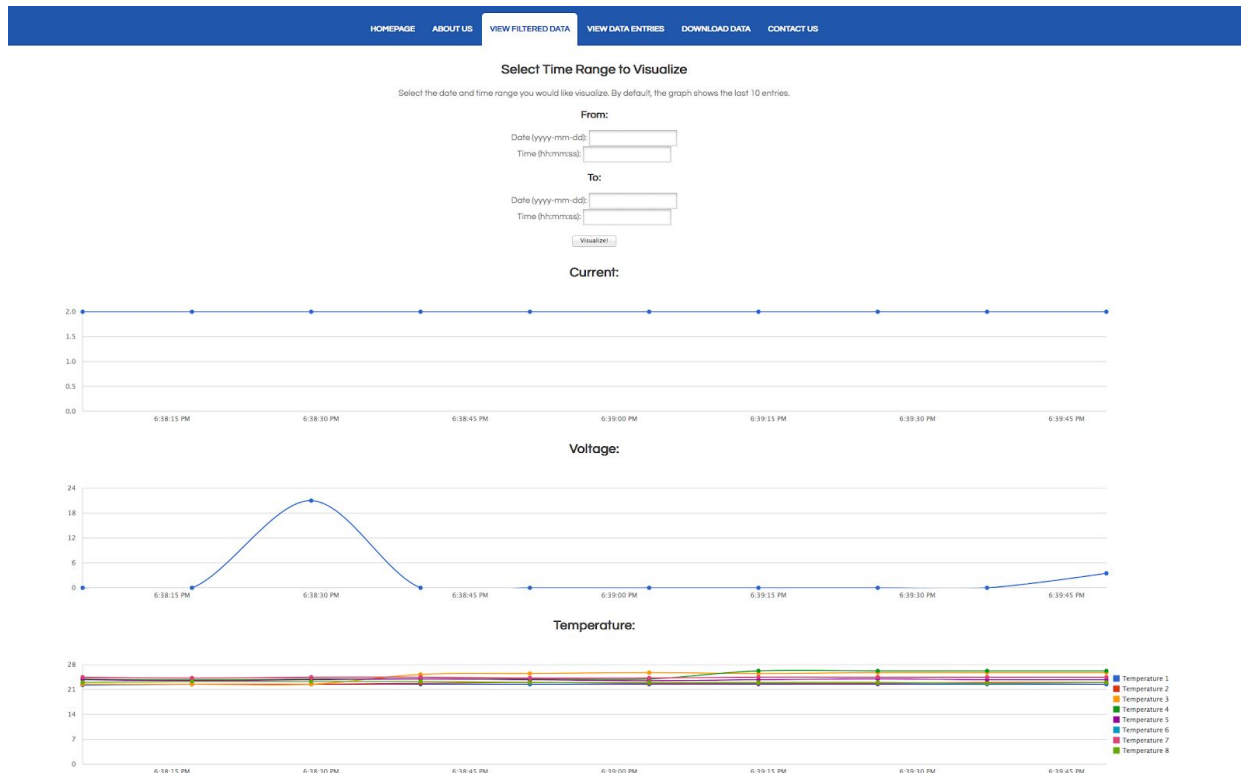 HOMEPAGE ABOUT US VIEW FILTERED DATA VIEW DATA ENTRIES DOWNLOAD DATA CONTACT US
Select Time Range to Visualize
Select the date and time range you would like visualize. By default, the graph shows the last 10 entries.
From:
Date (yyyy-mm-dd):
Time (hh:mm:ss):
To:
Date (yyyy-mm-dd):
Time (hh:mm:ss):
Visualize!
Current:
2.0
1.5
1.0
0.5
0.0
6:38:15 PM 6:38:30 PM 6:38:45 PM 6:39:00 PM 6:39:15 PM 6:39:30 PM 6:39:45 PM
Voltage:
24
18
12
6
0
6:38:15 PM 6:38:30 PM 6:38:45 PM 6:39:00 PM 6:39:15 PM 6:39:30 PM 6:39:45 PM
Temperature:
28
21
14
7
0
Temperature 1
Temperature 2
Temperature 3
Temperature 4
Temperature 5
Temperature 6
Temperature 7
Temperature 8
6:38:15 PM 6:38:30 PM 6:38:45 PM 6:39:00 PM 6:39:15 PM 6:39:30 PM 6:39:45 PM